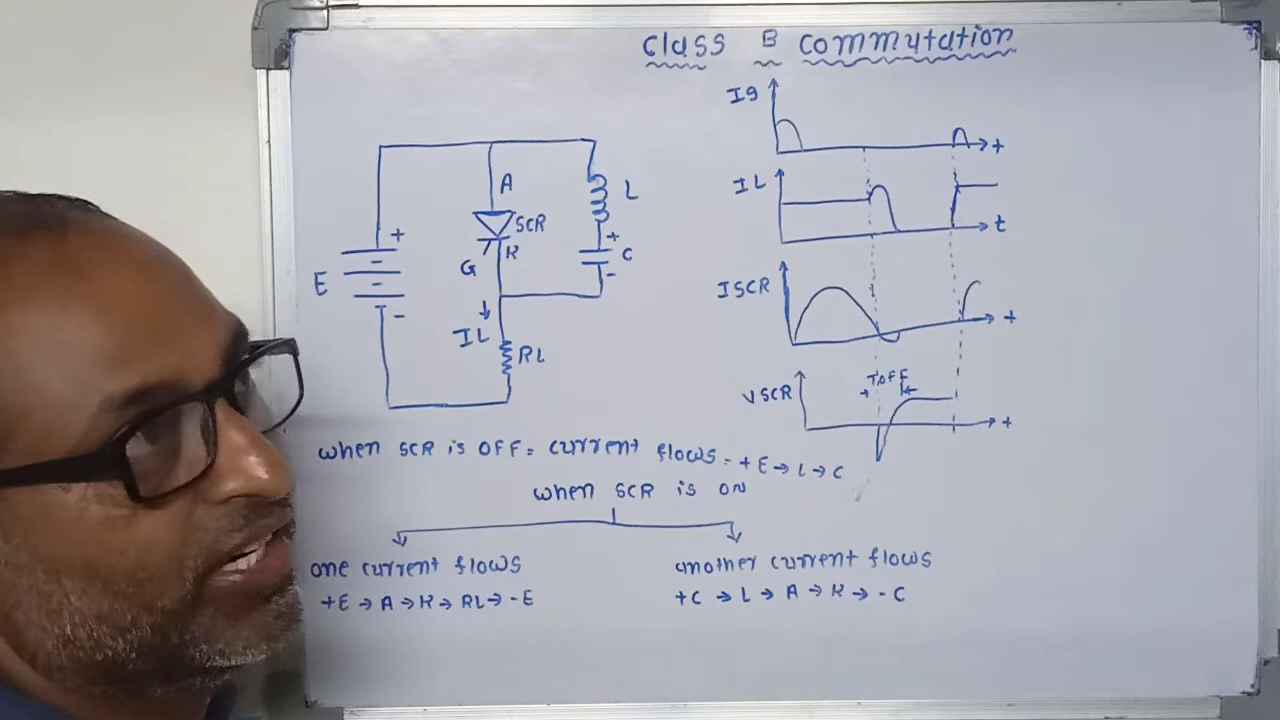 Class B Commutation
Ig
t
IL
t
ISCR
t
VSCR
TOFF
t
A
SCR
G
K
+
E
-
L
+
C
-
IL
RL
when SCR is OFF = current flows = +E → L → C
when SCR is ON
one current flows
+E → A → K → RL → -E
another current flows
+C → L → A → K → -C